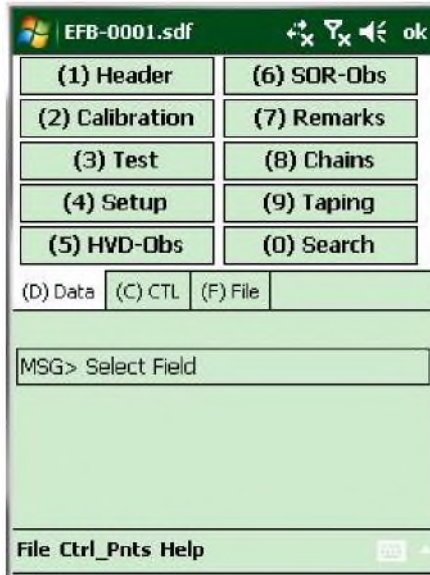 EFB-0001.sdf ok
(1) Header (6) SOR-Obs
(2) Calibration (7) Remarks
(3) Test (8) Chains
(4) Setup (9) Taping
(5) HVD-Obs (0) Search
(D) Data (C) CTL (F) File
MSG> Select Field
File Ctrl_Pnts Help